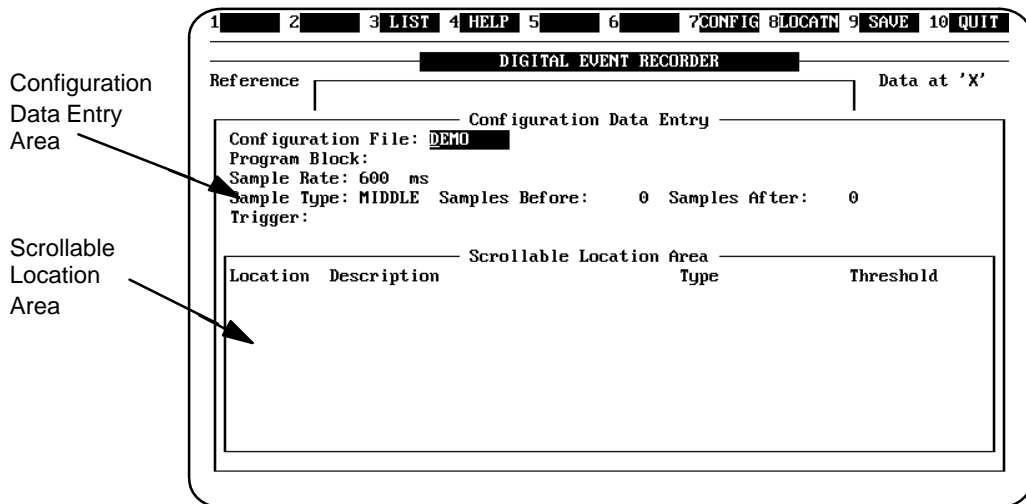 1 2 3 LIST 4 HELP 5 6 7CONFIG 8LOCATN 9 SAVE 10 QUIT
DIGITAL EVENT RECORDER
Reference Data at 'X'
Configuration Data Entry
Configuration File: DEMO
Program Block:
Sample Rate: 600 ms
Sample Type: MIDDLE Samples Before: 0 Samples After: 0
Trigger:
Scrollable Location Area
Location Description Type Threshold
Configuration
Data Entry
Area
Scrollable
Location
Area